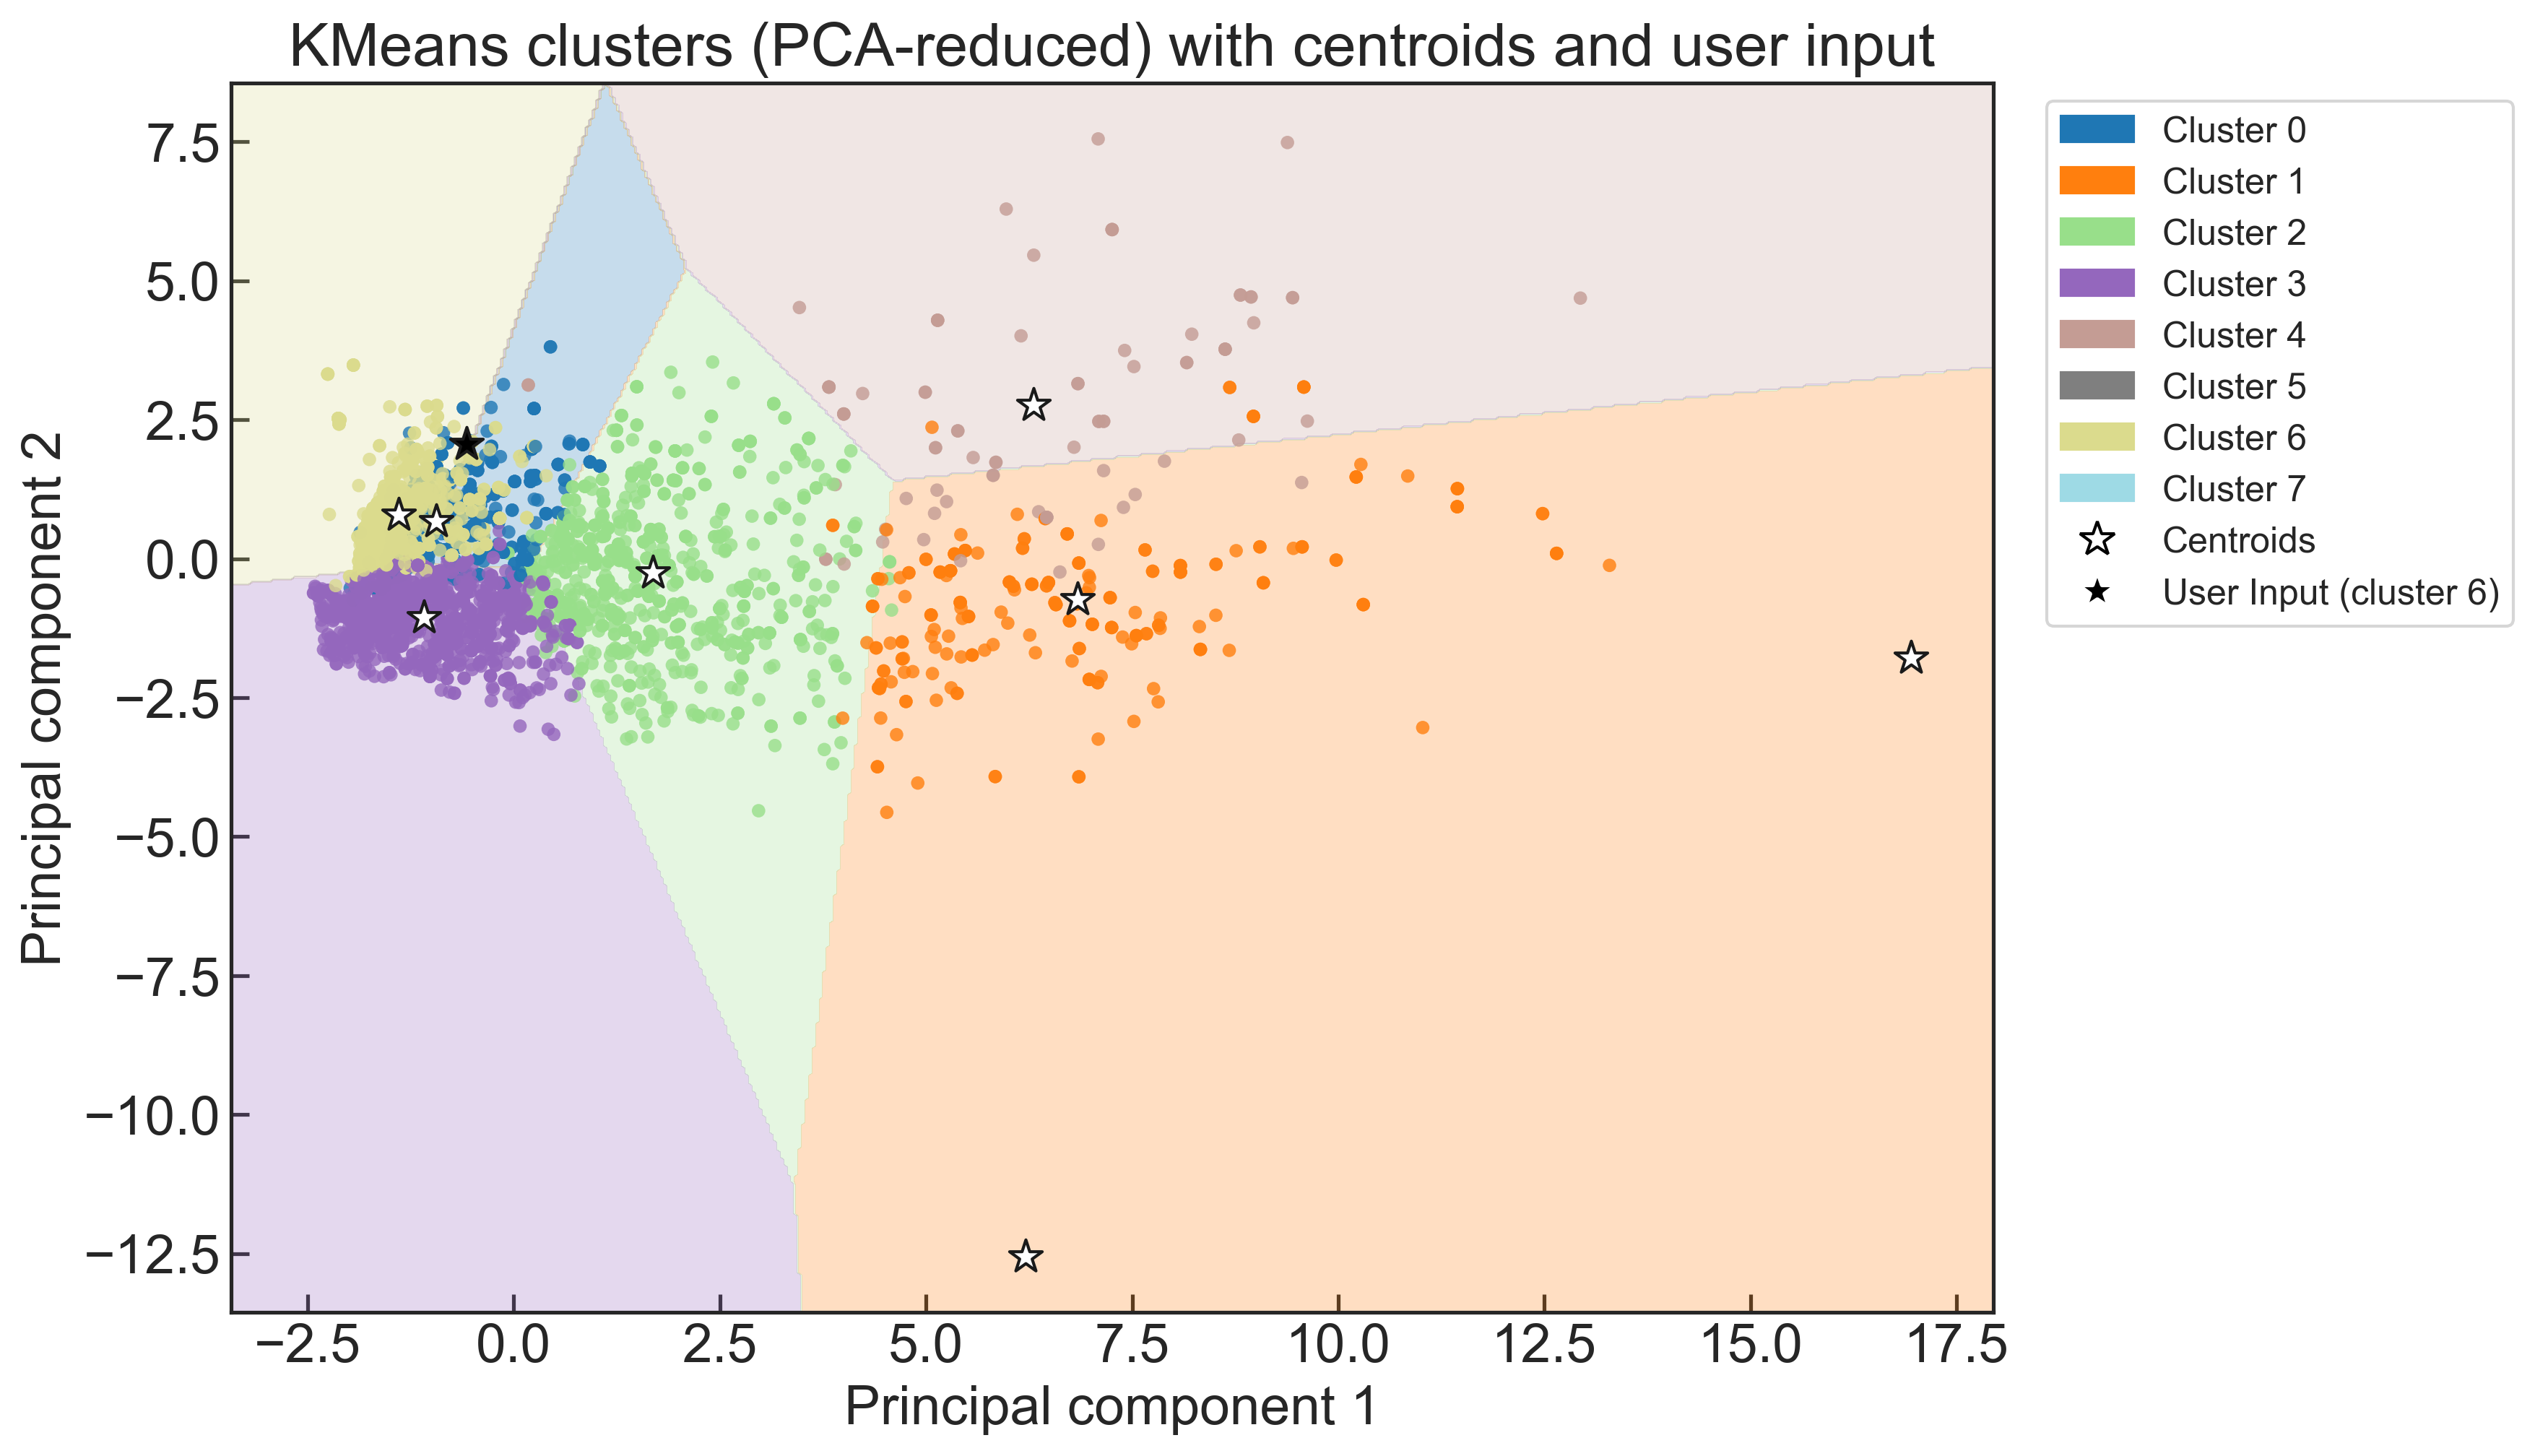 KMeans clusters (PCA-reduced) with centroids and user input
Principal component 2
7.5
5.0
2.5
0.0
−2.5
−5.0
−7.5
−10.0
−12.5
−2.5 0.0 2.5 5.0 7.5 10.0 12.5 15.0 17.5
Principal component 1
Cluster 0
Cluster 1
Cluster 2
Cluster 3
Cluster 4
Cluster 5
Cluster 6
Cluster 7
Centroids
User Input (cluster 6)